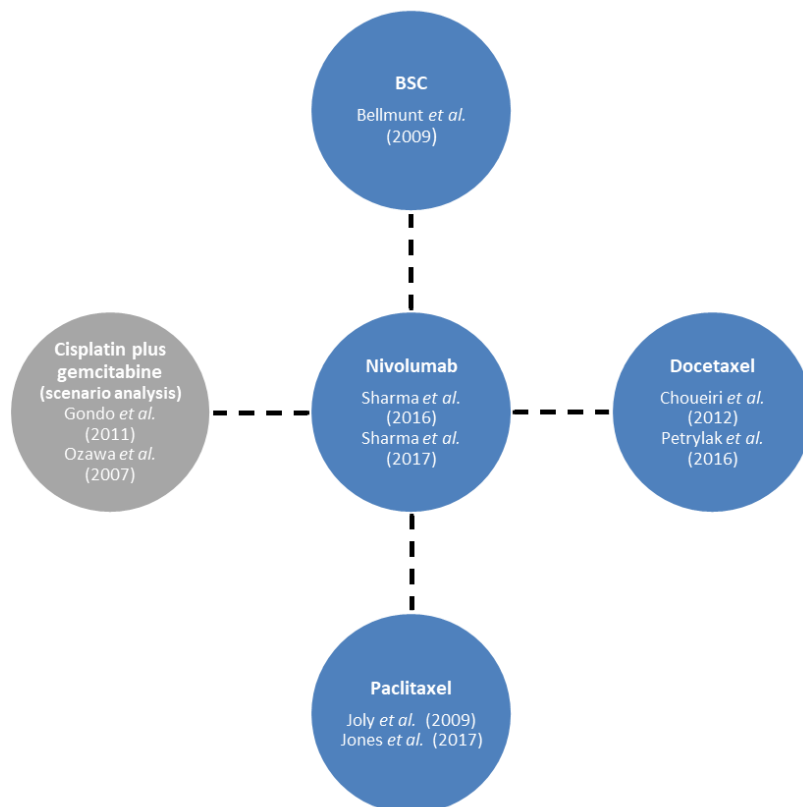 BSC
Bellmunt et al.
(2009)
Cisplatin plus
gemcitabine
(scenario analysis)
Gondo et al.
(2011)
Ozawa et al.
(2007)
Nivolumab
Sharma et al.
(2016)
Sharma et al.
(2017)
Docetaxel
Choueiri et al.
(2012)
Petrylak et al.
(2016)
Paclitaxel
Joly et al. (2009)
Jones et al. (2017)